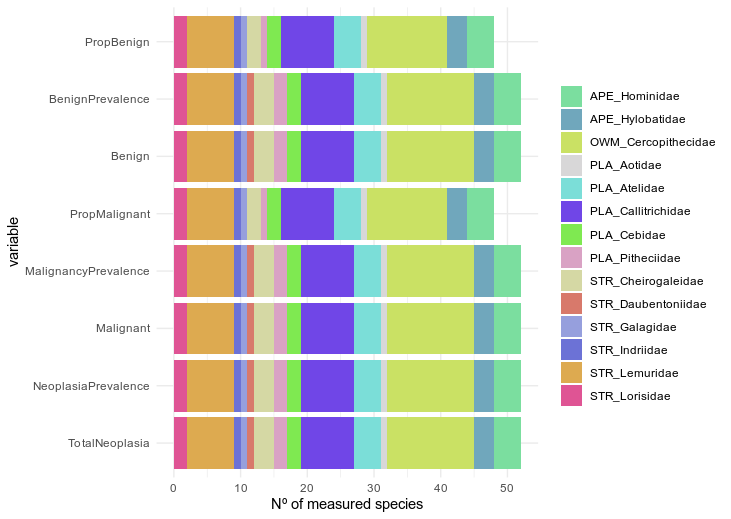 PropBenign
BenignPrevalence
Benign
PropMalignant
MalignancyPrevalence
Malignant
NeoplasiaPrevalence
TotalNeoplasia
variable
0 10 20 30 40 50
Nº of measured species
APE_Hominidae
APE_Hylobatidae
OWM_Cercopithecidae
PLA_Aotidae
PLA_Atelidae
PLA_Callitrichidae
PLA_Cebidae
PLA_Pitheciidae
STR_Cheirogaleidae
STR_Daubentoniidae
STR_Galagidae
STR_Indriidae
STR_Lemuridae
STR_Lorisidae